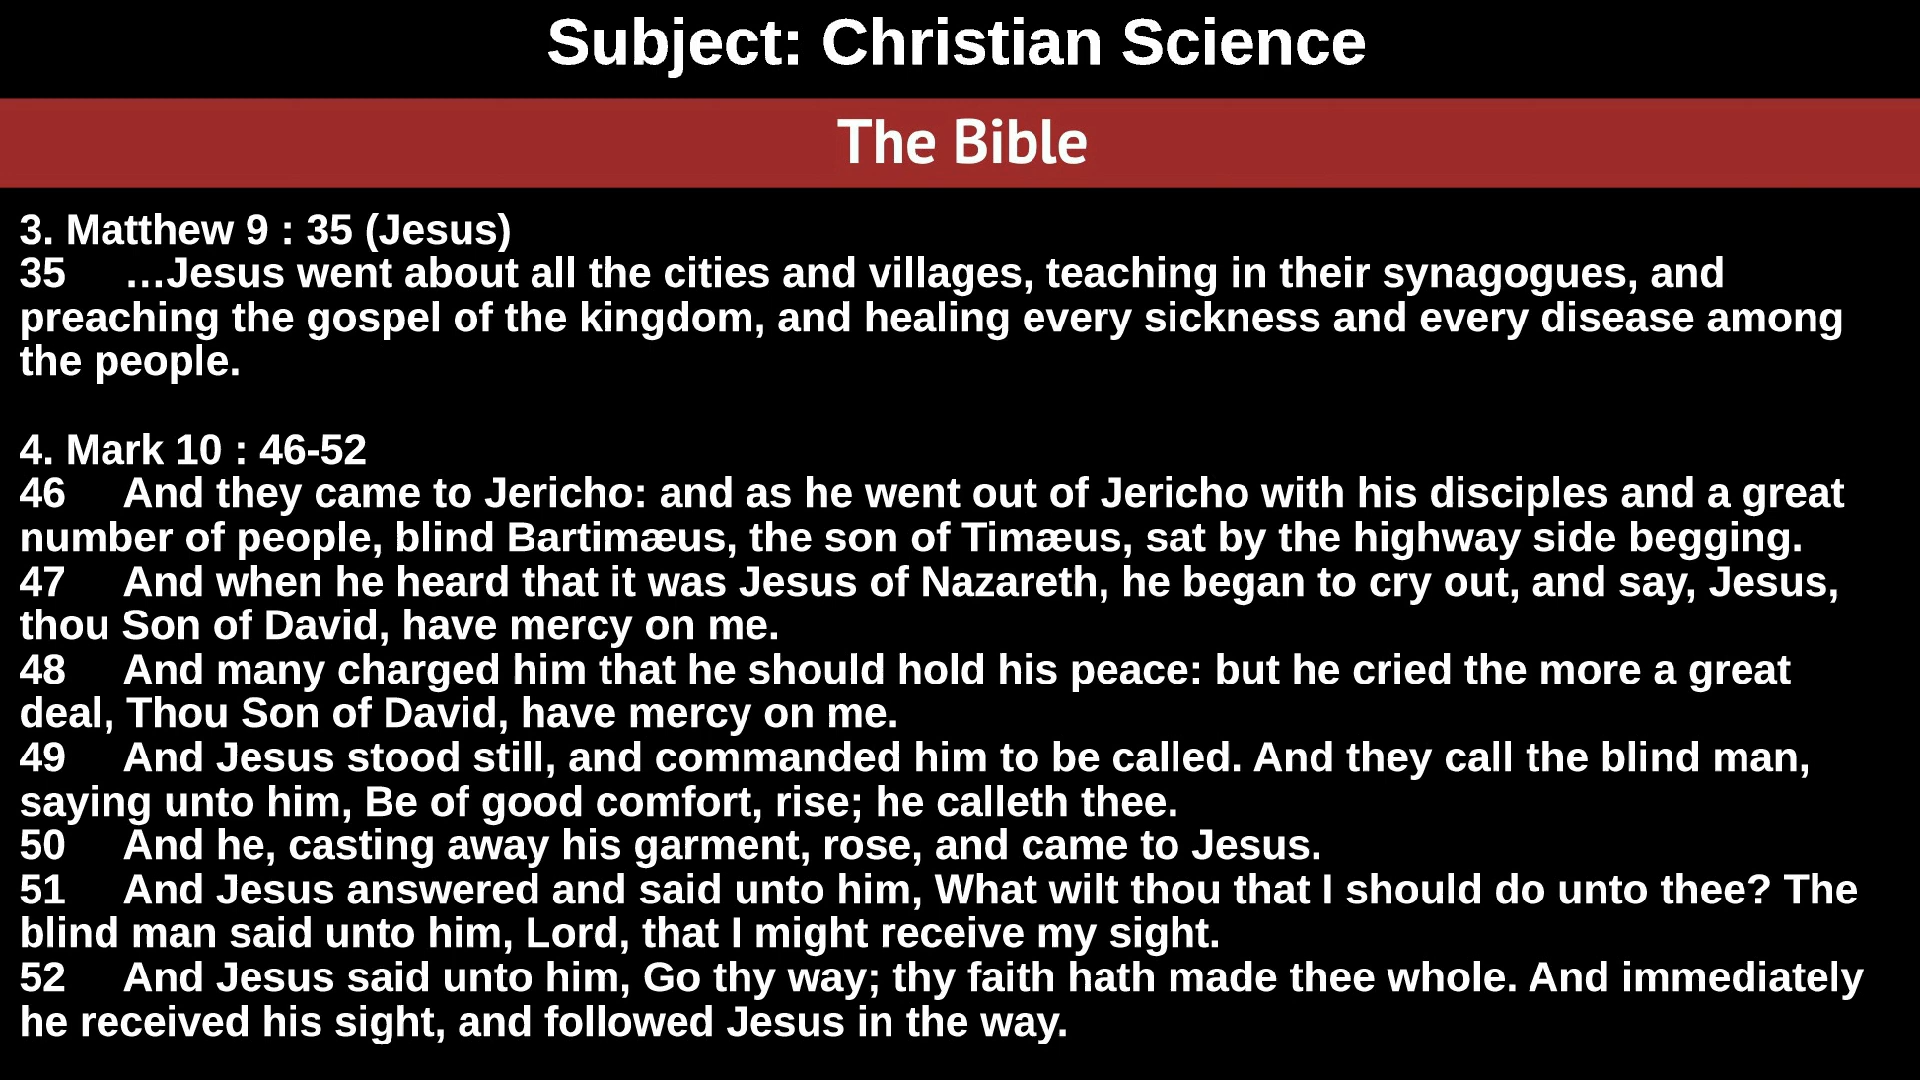 Subject: Christian Science
The Bible
3. Matthew 9 : 35 (Jesus)
35 …Jesus went about all the cities and villages, teaching in their synagogues, and
preaching the gospel of the kingdom, and healing every sickness and every disease among
the people.
4. Mark 10 : 46-52
46 And they came to Jericho: and as he went out of Jericho with his disciples and a great
number of people, blind Bartimæus, the son of Timæus, sat by the highway side begging.
47 And when he heard that it was Jesus of Nazareth, he began to cry out, and say, Jesus,
thou Son of David, have mercy on me.
48 And many charged him that he should hold his peace: but he cried the more a great
deal, Thou Son of David, have mercy on me.
49 And Jesus stood still, and commanded him to be called. And they call the blind man,
saying unto him, Be of good comfort, rise; he calleth thee.
50 And he, casting away his garment, rose, and came to Jesus.
51 And Jesus answered and said unto him, What wilt thou that I should do unto thee? The
blind man said unto him, Lord, that I might receive my sight.
52 And Jesus said unto him, Go thy way; thy faith hath made thee whole. And immediately
he received his sight, and followed Jesus in the way.